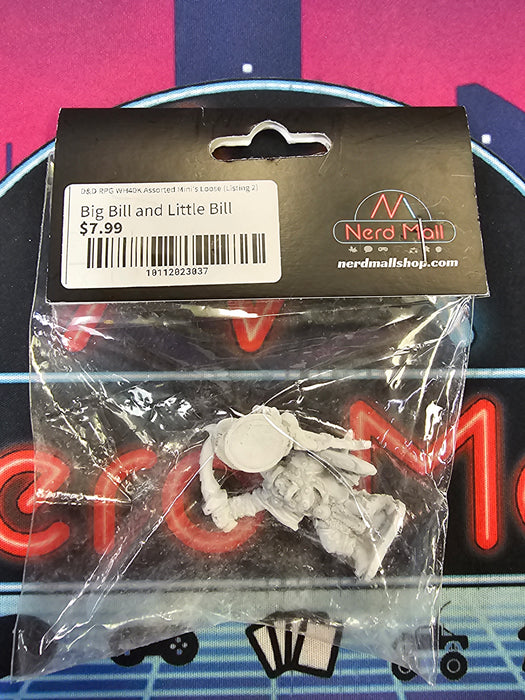 D&D RPG WH40K Assorted Mini's Loose (Listing 2)
Big Bill and Little Bill
$7.99
10112023037
Nerd Mall
nerdmallshop.com